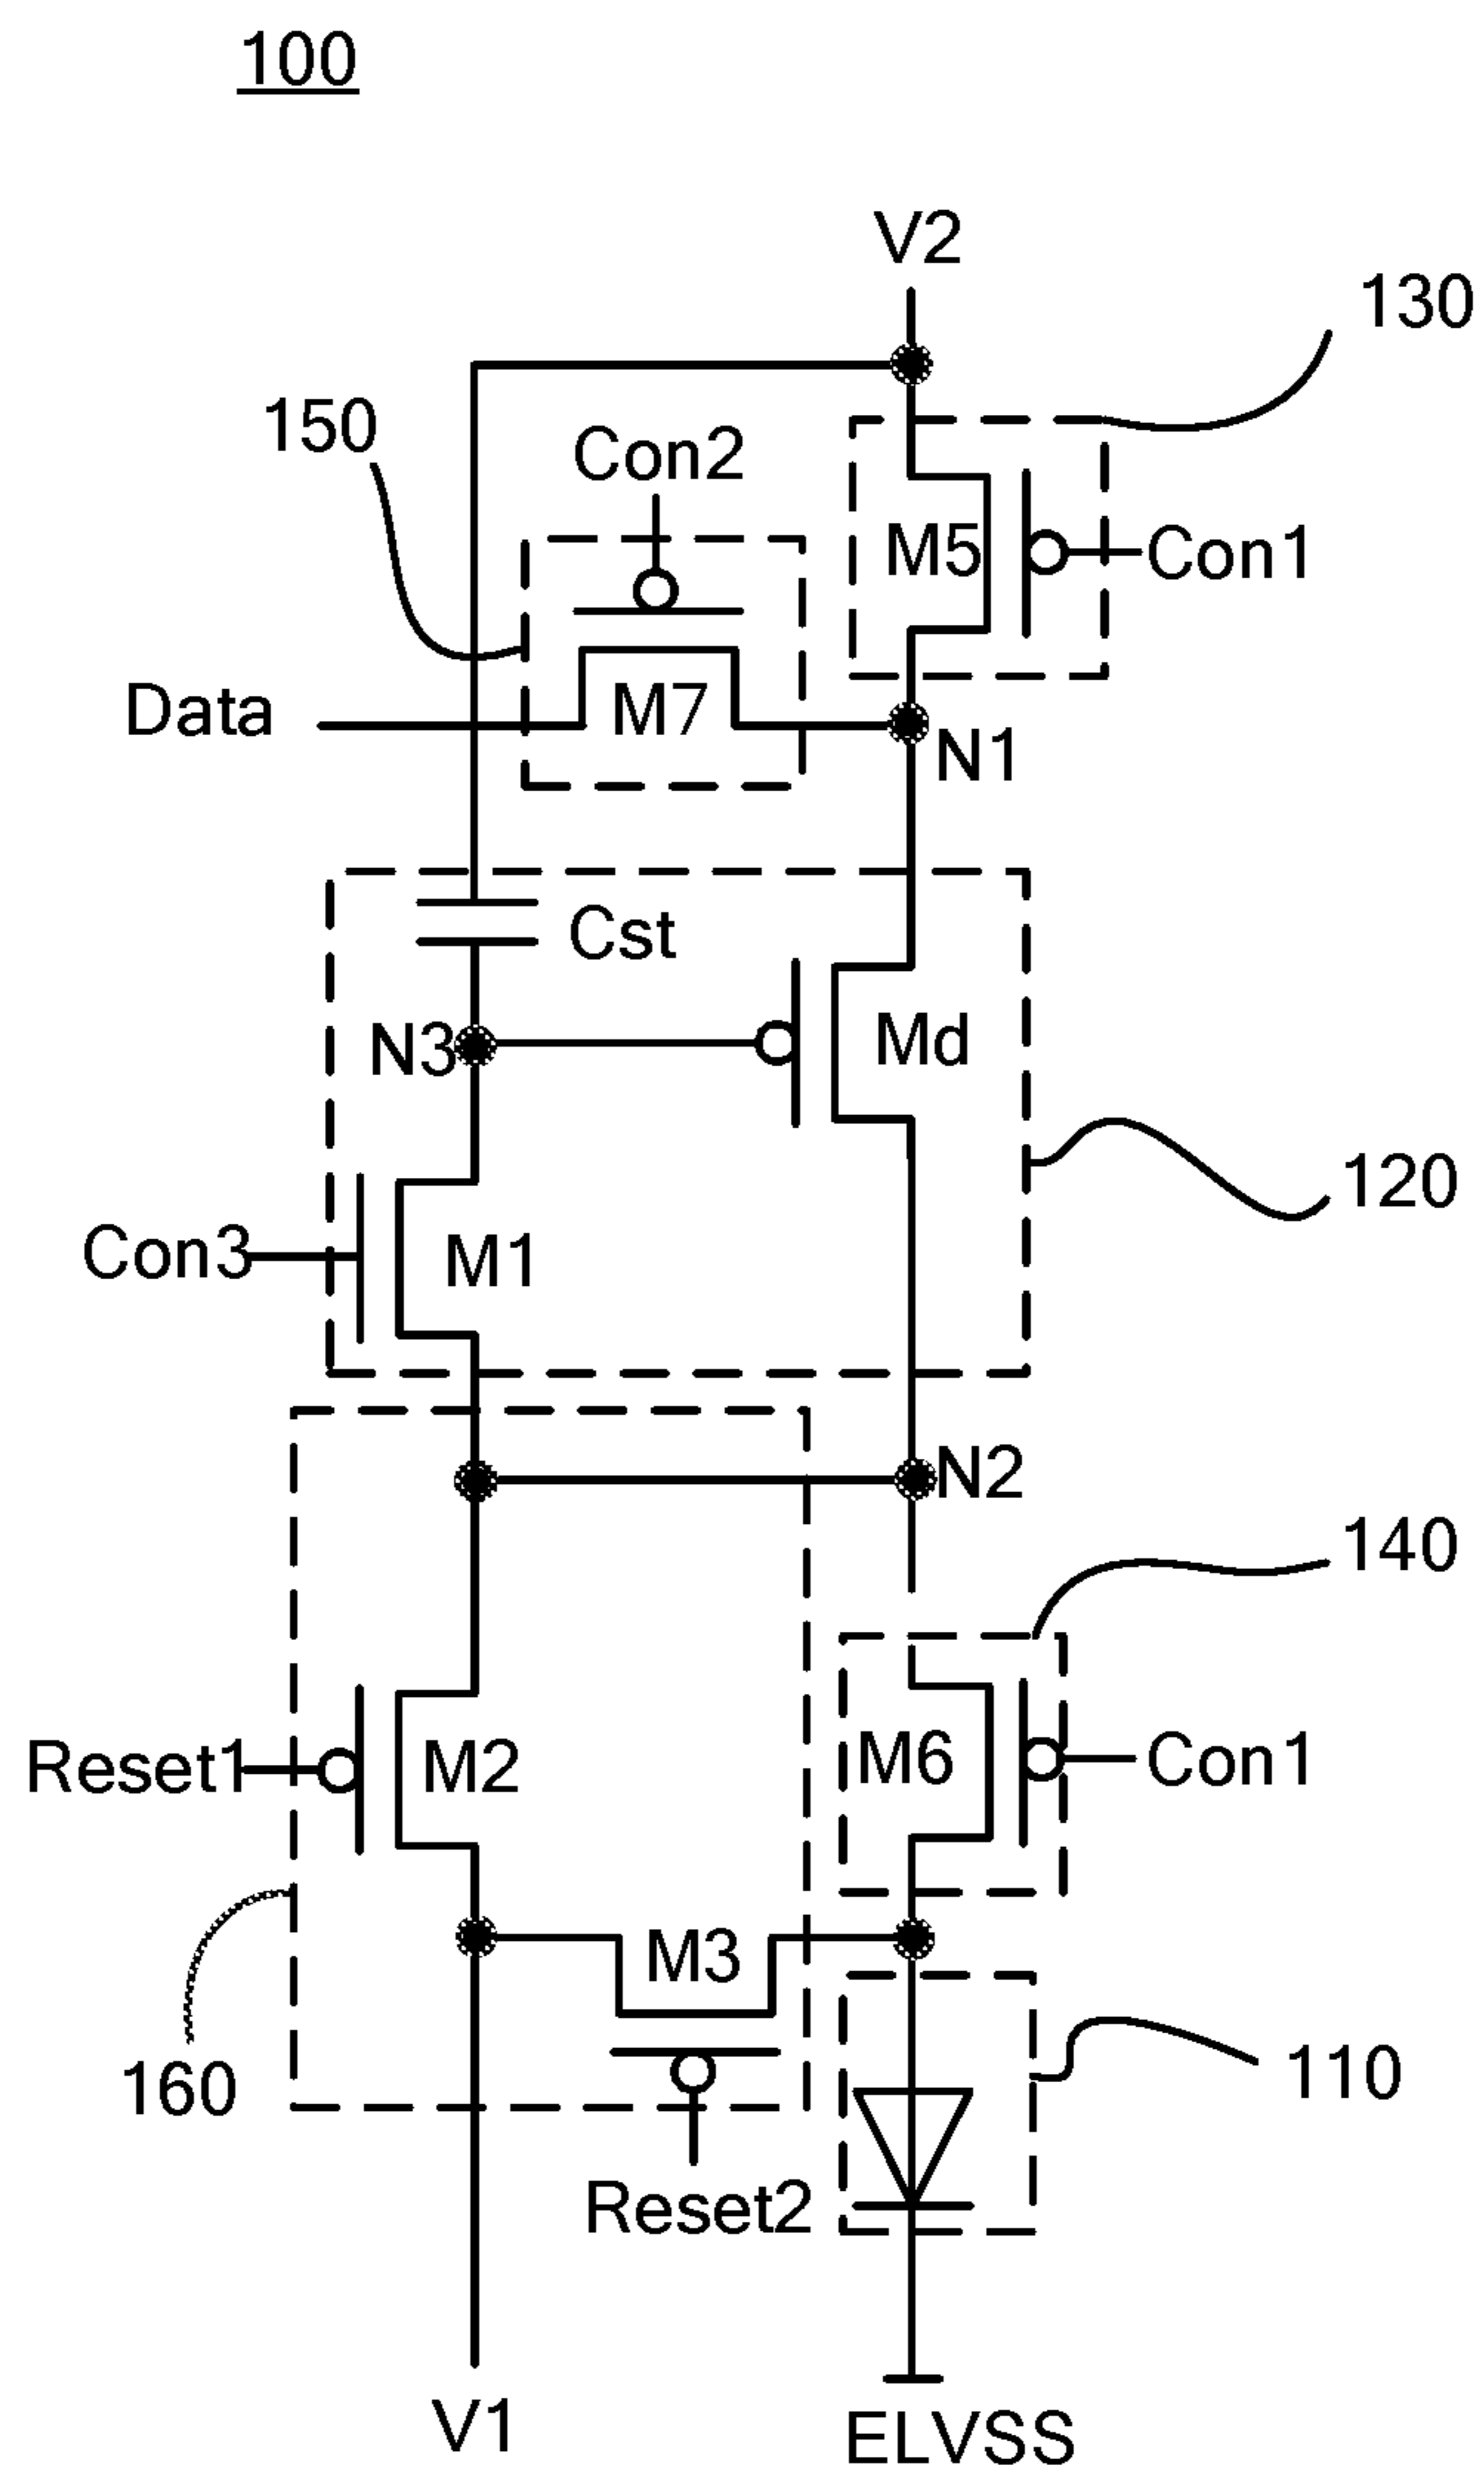 100
V2
130
150
Con2
M5
Con1
Data
M7
N1
Cst
N3
Md
120
Con3
M1
N2
140
Reset1
M2
M6
Con1
M3
160
110
Reset2
V1
ELVSS